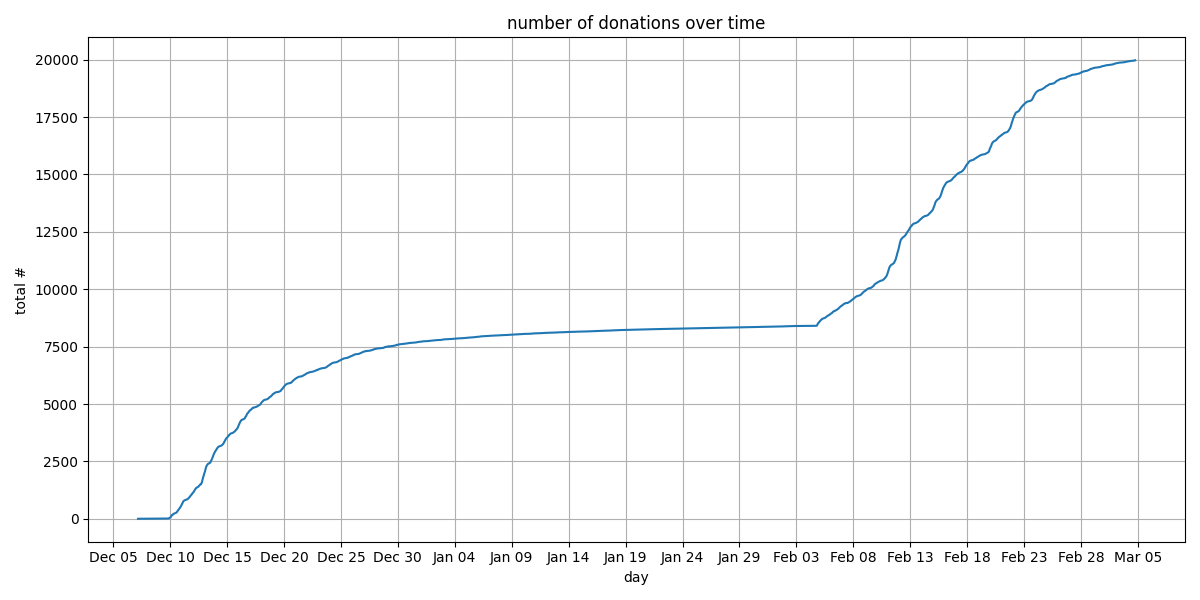 number of donations over time
total #
20000
17500
15000
12500
10000
7500
5000
2500
0
Dec 05 Dec 10 Dec 15 Dec 20 Dec 25 Dec 30 Jan 04 Jan 09 Jan 14 Jan 19 Jan 24 Jan 29 Feb 03 Feb 08 Feb 13 Feb 18 Feb 23 Feb 28 Mar 05
day